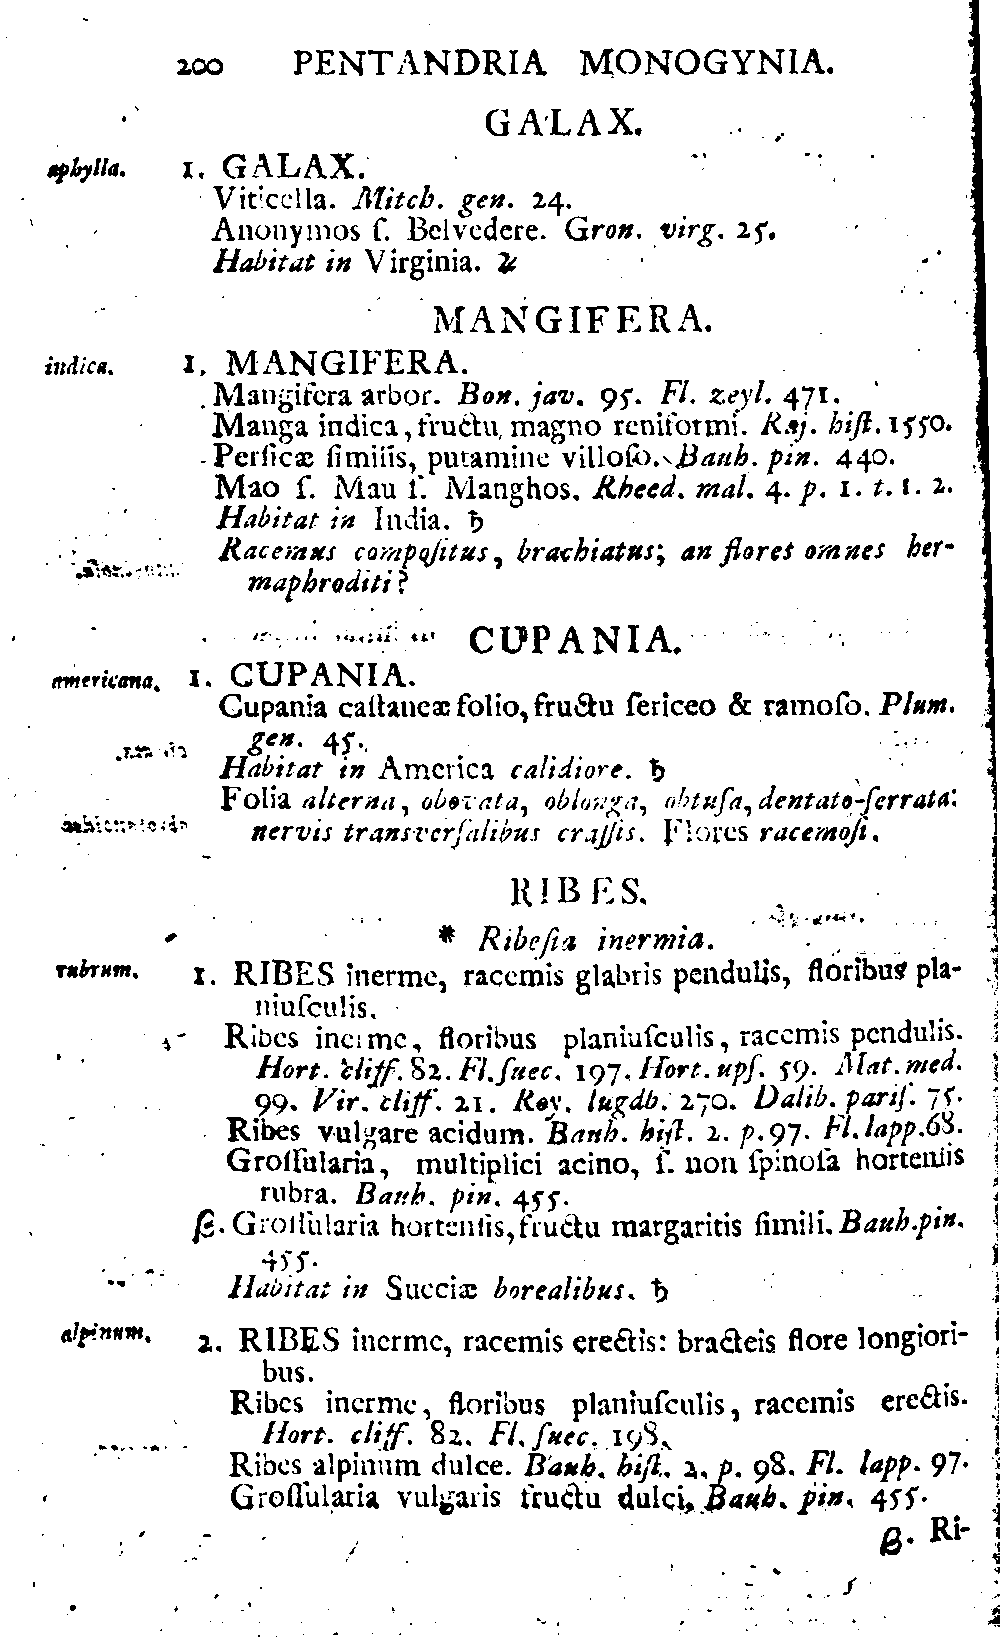 200 PENTANDRIA MONOGYNIA.
GALAX.
aphylla. 1. GALAX.
Viticella. Mitch. gen. 24.
Anonymos ſ. Belvedere. Gron. virg. 25.
Habitat in Virginia. ♃
MANGIFERA.
indica. 1. MANGIFERA.
Mangifera arbor. Bon. jav. 95. Fl. zeyl. 471.
Manga indica, fructu magno reniformi. Raj. hiſt. 1550.
Perſicæ ſimilis, putamine villoſo. Bauh. pin. 440.
Mao ſ. Mau ſ. Manghos. Rheed. mal. 4. p. 1. t. 1. 2.
Habitat in India. ♄
Racemus compoſitus, brachiatus; an flores omnes her-
maphroditi?
CUPANIA.
americana. 1. CUPANIA.
Cupania caſtaneæ folio, fructu ſericeo & ramoſo. Plum.
gen. 45.
Habitat in America calidiore. ♄
Folia alterna, obovata, oblonga, obtuſa, dentato-ſerrata:
nervis transverſalibus craſſis. Flores racemoſi.
RIBES.
* Ribeſia inermia.
rubrum. 1. RIBES inerme, racemis glabris pendulis, floribus pla-
niuſculis.
Ribes inerme, floribus planiuſculis, racemis pendulis.
Hort. cliff. 82. Fl. ſuec. 197. Hort. upſ. 59. Mat. med.
99. Vir. cliff. 21. Roy. lugdb. 270. Dalib. pariſ. 75.
Ribes vulgare acidum. Bauh. hiſt. 2. p. 97. Fl. lapp. 68.
Groſſularia, multiplici acino, ſ. non ſpinoſa hortenſis
rubra. Bauh. pin. 455.
β. Groſſularia hortenſis, fructu margaritis ſimili. Bauh. pin.
455.
Habitat in Sueciæ borealibus. ♄
alpinum. 2. RIBES inerme, racemis erectis: bracteis flore longiori-
bus.
Ribes inerme, floribus planiuſculis, racemis erectis.
Hort. cliff. 82. Fl. ſuec. 198.
Ribes alpinum dulce. Bauh. hiſt. 2. p. 98. Fl. lapp. 97.
Groſſularia vulgaris fructu dulci. Bauh. pin. 455.
β. Ri-